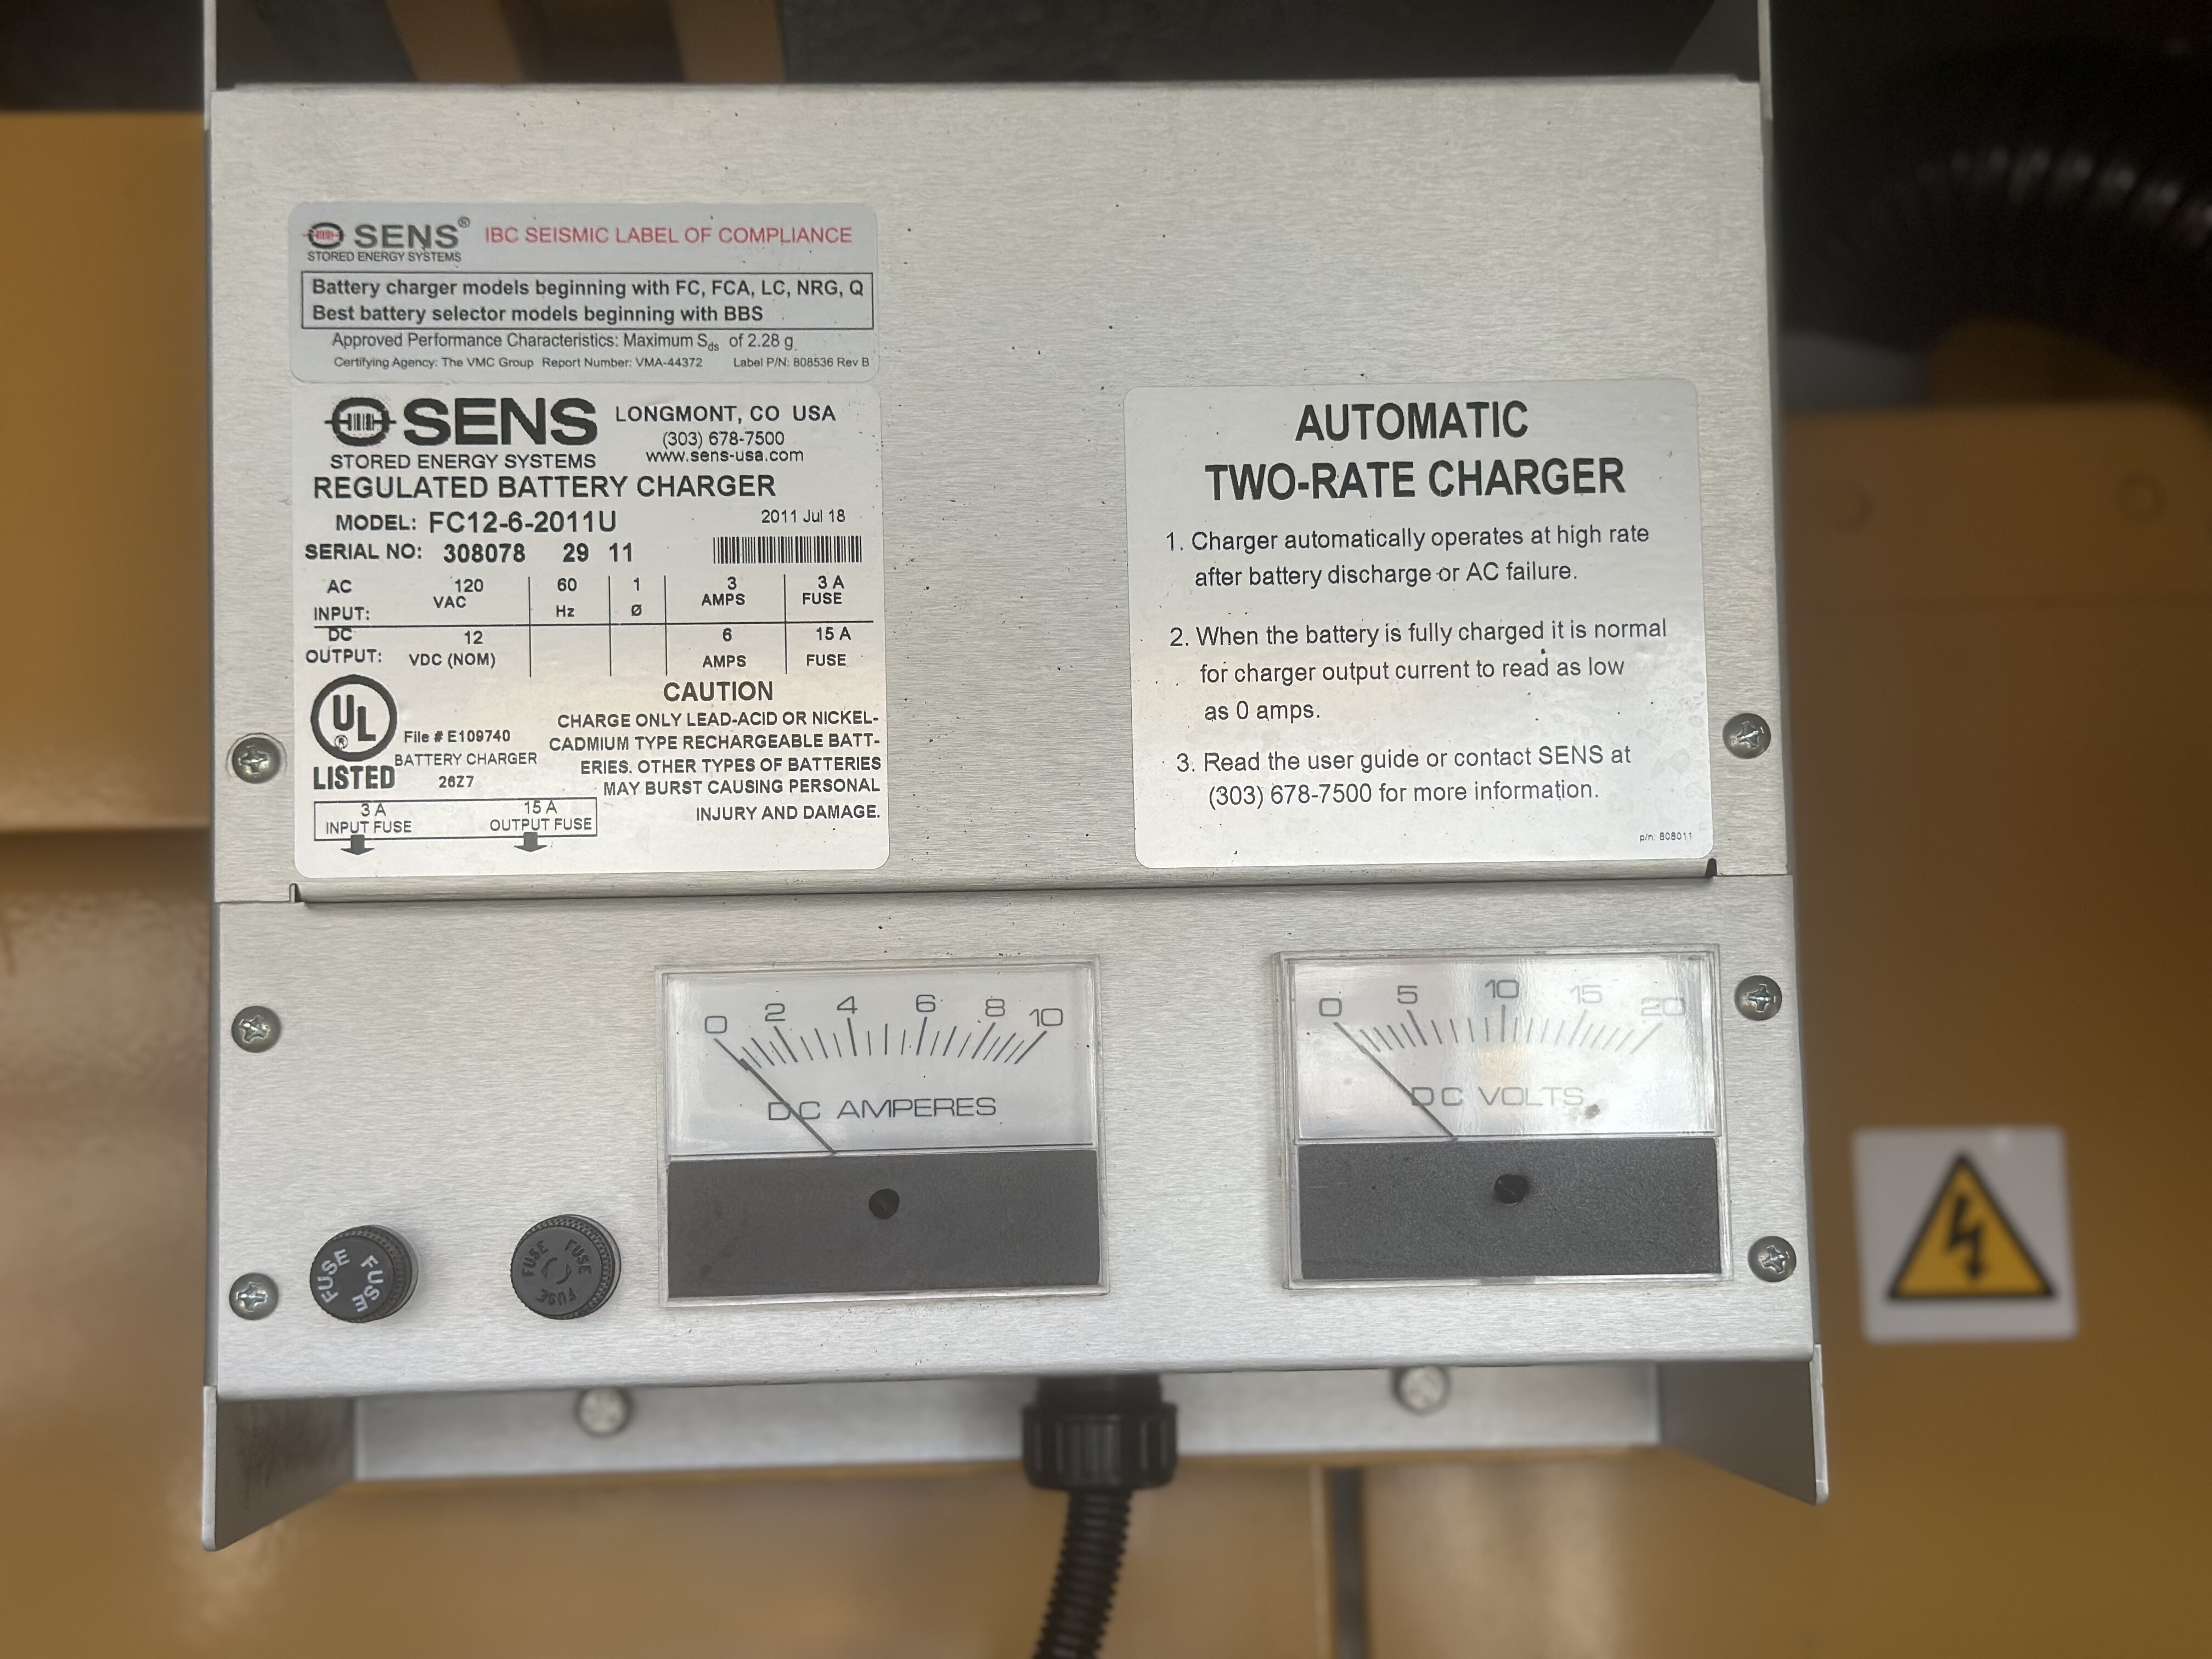 SENS®
IBC SEISMIC LABEL OF COMPLIANCE
STORED ENERGY SYSTEMS
Battery charger models beginning with FC, FCA, LC, NRG, Q
Best battery selector models beginning with BBS
Approved Performance Characteristics: Maximum Sds of 2.28 g
Certifying Agency: The VMC Group Report Number: VMA-44372 Label P/N: 808536 Rev B
SENS
LONGMONT, CO USA
(303) 678-7500
STORED ENERGY SYSTEMS
www.sens-usa.com
REGULATED BATTERY CHARGER
MODEL: FC12-6-2011U
2011 Jul 18
SERIAL NO: 308078 29 11
AC INPUT: 120 VAC 60 Hz 1 Ø 3 AMPS 3 A FUSE
DC OUTPUT: 12 VDC (NOM) 6 AMPS 15 A FUSE
UL
®
LISTED
File # E109740
BATTERY CHARGER
26Z7
CAUTION
CHARGE ONLY LEAD-ACID OR NICKEL-
CADMIUM TYPE RECHARGEABLE BATT-
ERIES. OTHER TYPES OF BATTERIES
MAY BURST CAUSING PERSONAL
INJURY AND DAMAGE.
3 A
INPUT FUSE
15 A
OUTPUT FUSE
AUTOMATIC
TWO-RATE CHARGER
1. Charger automatically operates at high rate
after battery discharge or AC failure.
2. When the battery is fully charged it is normal
for charger output current to read as low
as 0 amps.
3. Read the user guide or contact SENS at
(303) 678-7500 for more information.
p/n: 808011
0 2 4 6 8 10
DC AMPERES
0 5 10 15 20
DC VOLTS
FUSE FUSE
FUSE FUSE FUSE